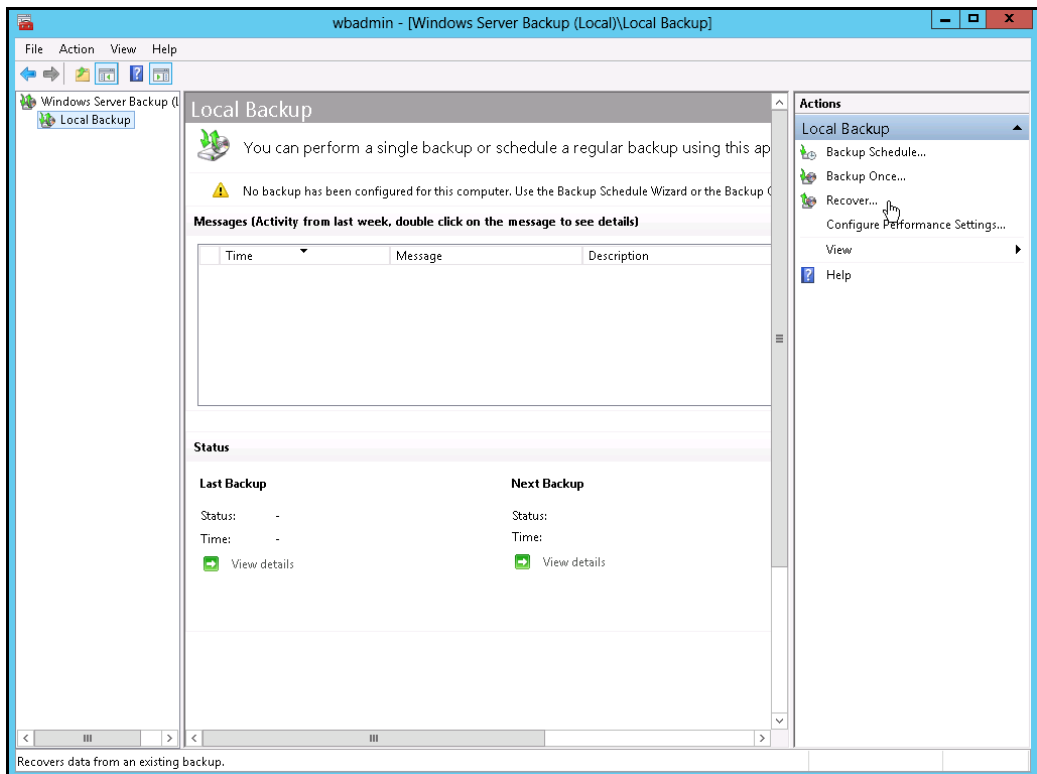 wbadmin - [Windows Server Backup (Local)\Local Backup]
File Action View Help
Windows Server Backup (L
Local Backup
Local Backup
You can perform a single backup or schedule a regular backup using this ap
No backup has been configured for this computer. Use the Backup Schedule Wizard or the Backup
Messages (Activity from last week, double click on the message to see details)
Time Message Description
Status
Last Backup Next Backup
Status: - Status:
Time: - Time:
View details View details
Actions
Local Backup
Backup Schedule...
Backup Once...
Recover...
Configure Performance Settings...
View
Help
Recovers data from an existing backup.